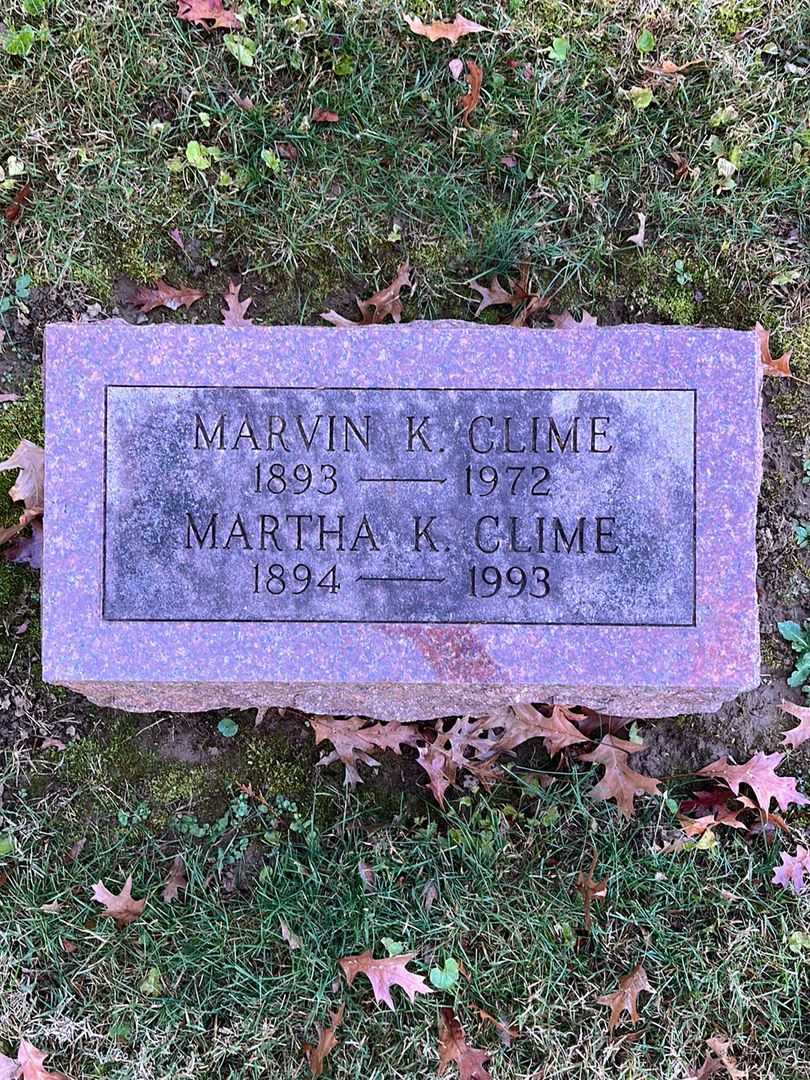 MARVIN K. CLIME
1893 — 1972
MARTHA K. CLIME
1894 — 1993